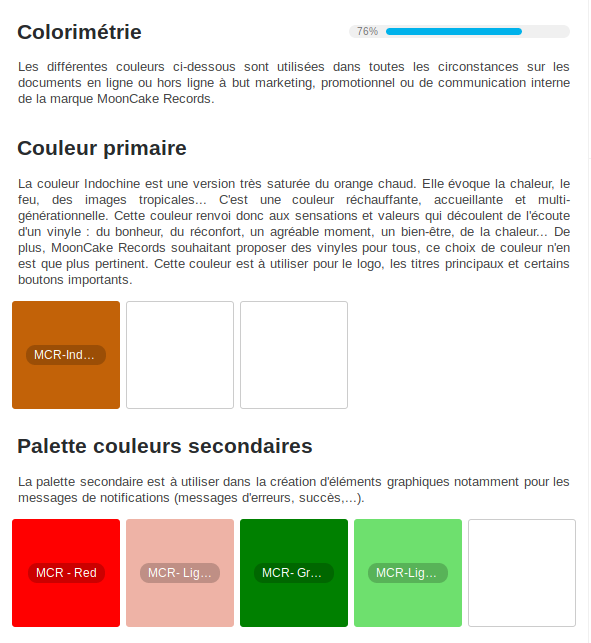 Colorimétrie
76%
Les différentes couleurs ci-dessous sont utilisées dans toutes les circonstances sur les
documents en ligne ou hors ligne à but marketing, promotionnel ou de communication interne
de la marque MoonCake Records.
Couleur primaire
La couleur Indochine est une version très saturée du orange chaud. Elle évoque la chaleur, le
feu, des images tropicales... C'est une couleur réchauffante, accueillante et multi-
générationnelle. Cette couleur renvoi donc aux sensations et valeurs qui découlent de l'écoute
d'un vinyle : du bonheur, du réconfort, un agréable moment, un bien-être, de la chaleur... De
plus, MoonCake Records souhaitant proposer des vinyles pour tous, ce choix de couleur n'en
est que plus pertinent. Cette couleur est à utiliser pour le logo, les titres principaux et certains
boutons importants.
MCR-Ind...
Palette couleurs secondaires
La palette secondaire est à utiliser dans la création d'éléments graphiques notamment pour les
messages de notifications (messages d'erreurs, succès,...).
MCR - Red
MCR- Lig...
MCR- Gr...
MCR-Lig...